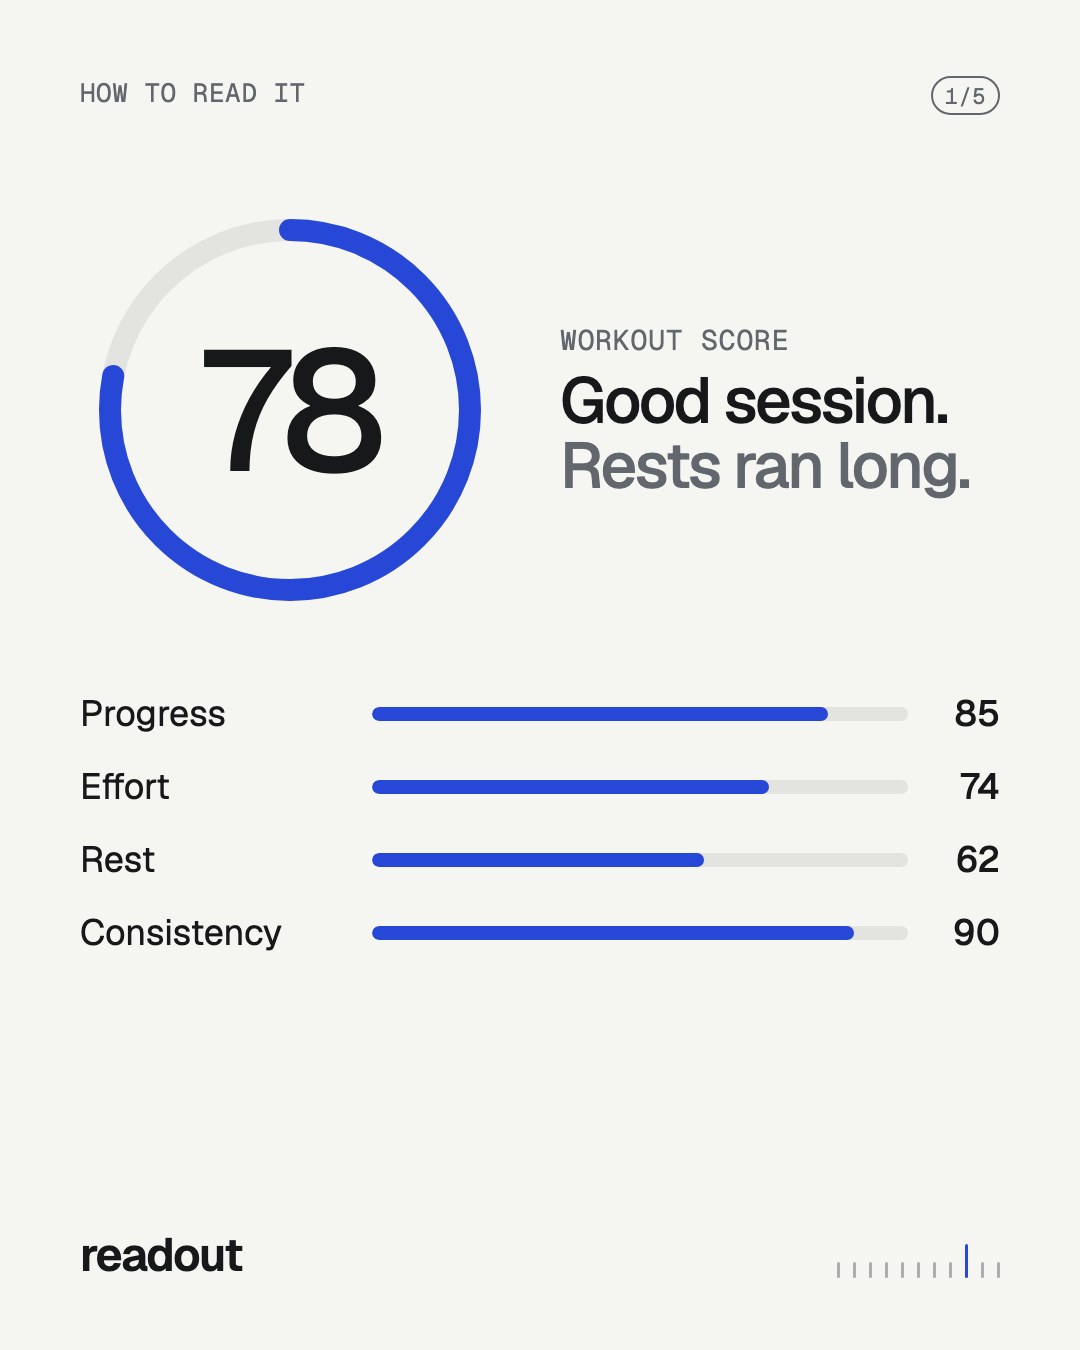 HOW TO READ IT
1/5
78
WORKOUT SCORE
Good session.
Rests ran long.
Progress 85
Effort 74
Rest 62
Consistency 90
readout